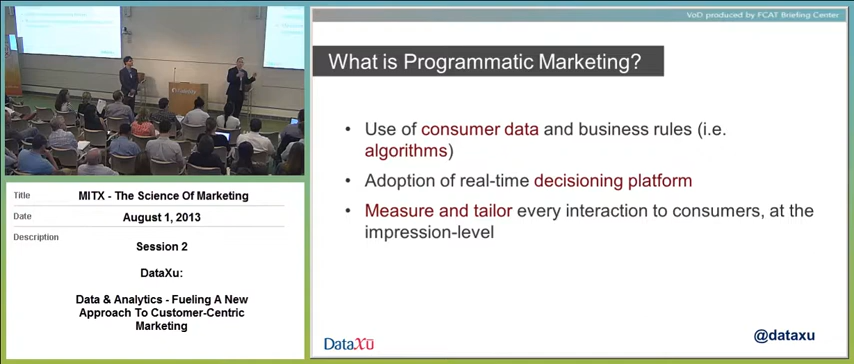 VoD produced by FCAT Briefing Center
What is Programmatic Marketing?
• Use of consumer data and business rules (i.e.
algorithms)
• Adoption of real-time decisioning platform
• Measure and tailor every interaction to consumers, at the
impression-level
DataXu
@dataxu
Title MITX - The Science Of Marketing
Date August 1, 2013
Description
Session 2
DataXu:
Data & Analytics - Fueling A New
Approach To Customer-Centric
Marketing